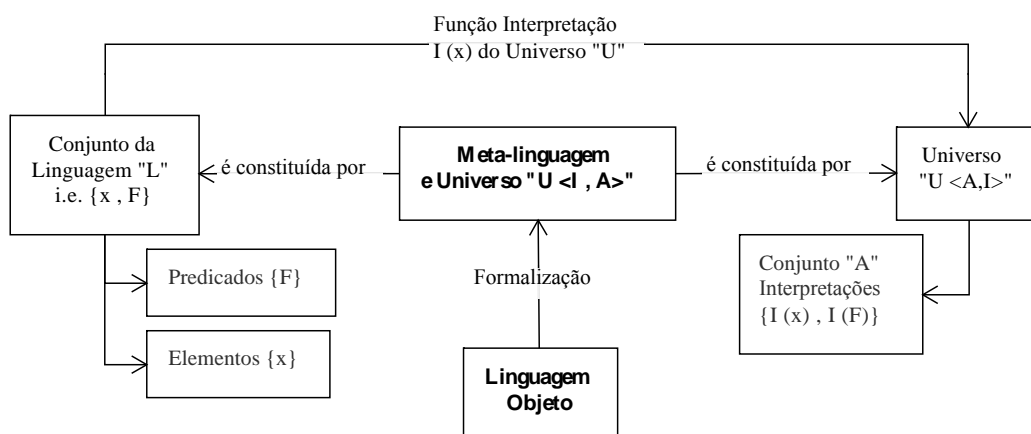 Função Interpretação
I (x) do Universo "U"
Conjunto da
Linguagem "L"
i.e. {x , F}
é constituída por
Meta-linguagem
e Universo "U <I , A>"
é constituída por
Universo
"U <A,I>"
Predicados {F}
Formalização
Conjunto "A"
Interpretações
{I (x) , I (F)}
Elementos {x}
Linguagem
Objeto